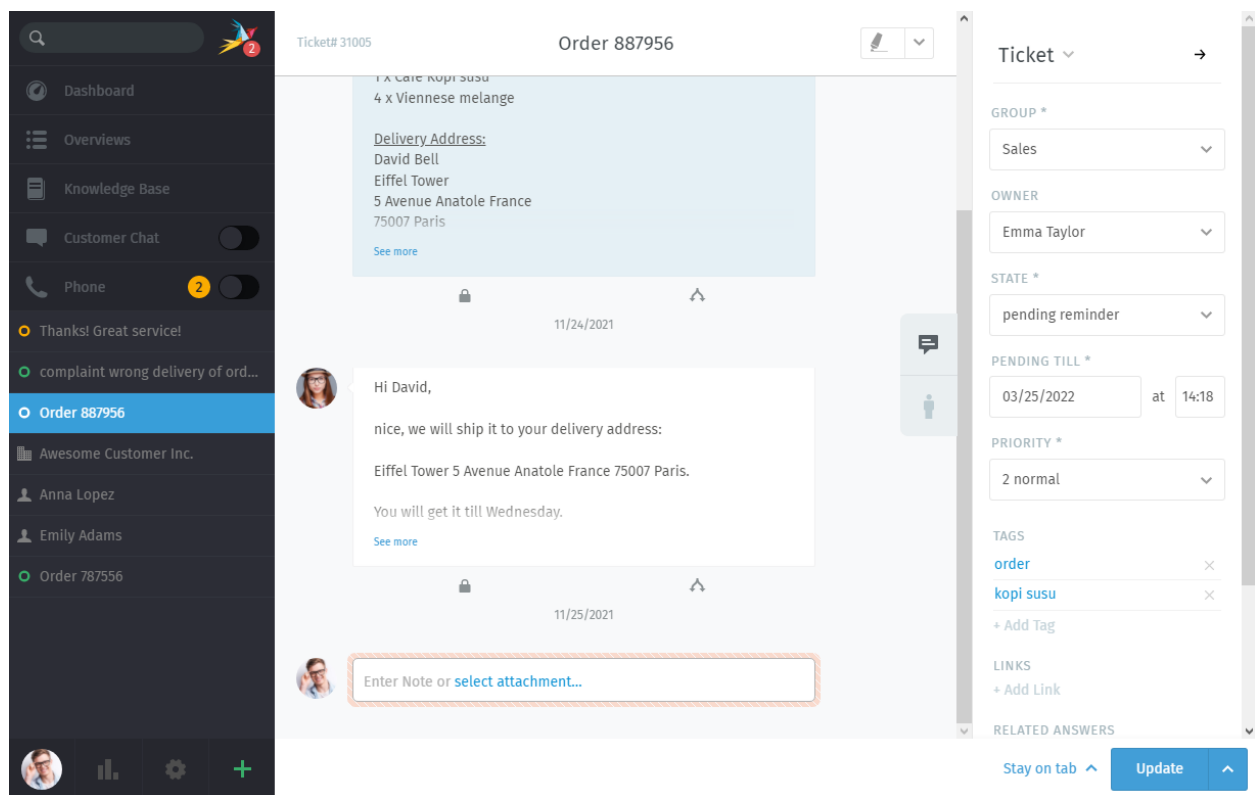 2
Dashboard
Overviews
Knowledge Base
Customer Chat
Phone 2
Thanks! Great service!
complaint wrong delivery of ord...
Order 887956
Awesome Customer Inc.
Anna Lopez
Emily Adams
Order 787556
Ticket# 31005
Order 887956
1 x Café Kopi susu
4 x Viennese melange
Delivery Address:
David Bell
Eiffel Tower
5 Avenue Anatole France
75007 Paris
See more
11/24/2021
Hi David,
nice, we will ship it to your delivery address:
Eiffel Tower 5 Avenue Anatole France 75007 Paris.
You will get it till Wednesday.
See more
11/25/2021
Enter Note or select attachment...
Ticket
GROUP *
Sales
OWNER
Emma Taylor
STATE *
pending reminder
PENDING TILL *
03/25/2022 at 14:18
PRIORITY *
2 normal
TAGS
order
kopi susu
+ Add Tag
LINKS
+ Add Link
RELATED ANSWERS
Stay on tab
Update